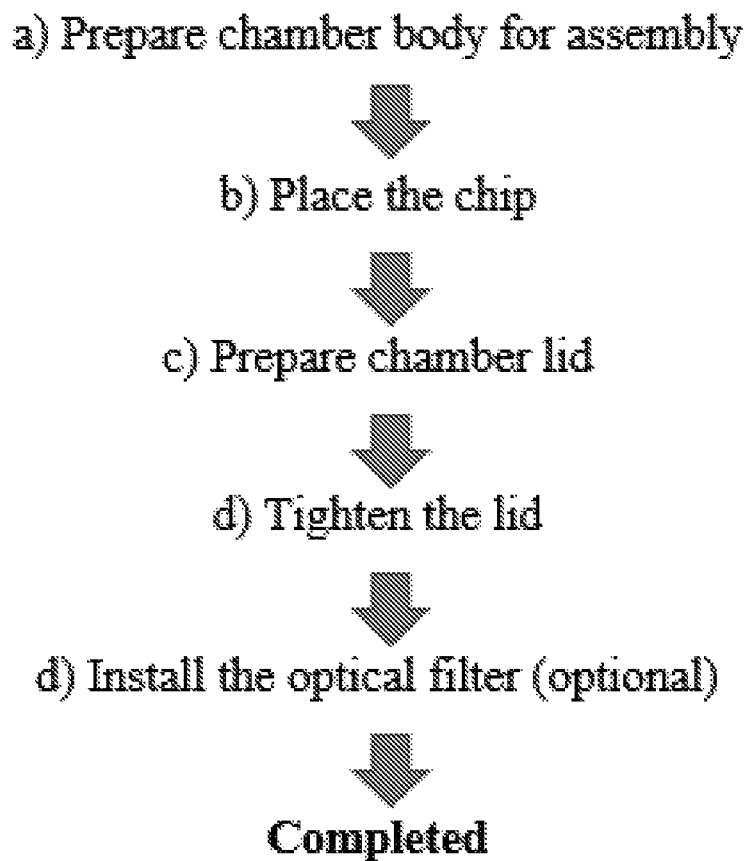 a) Prepare chamber body for assembly
b) Place the chip
c) Prepare chamber lid
d) Tighten the lid
d) Install the optical filter (optional)
Completed